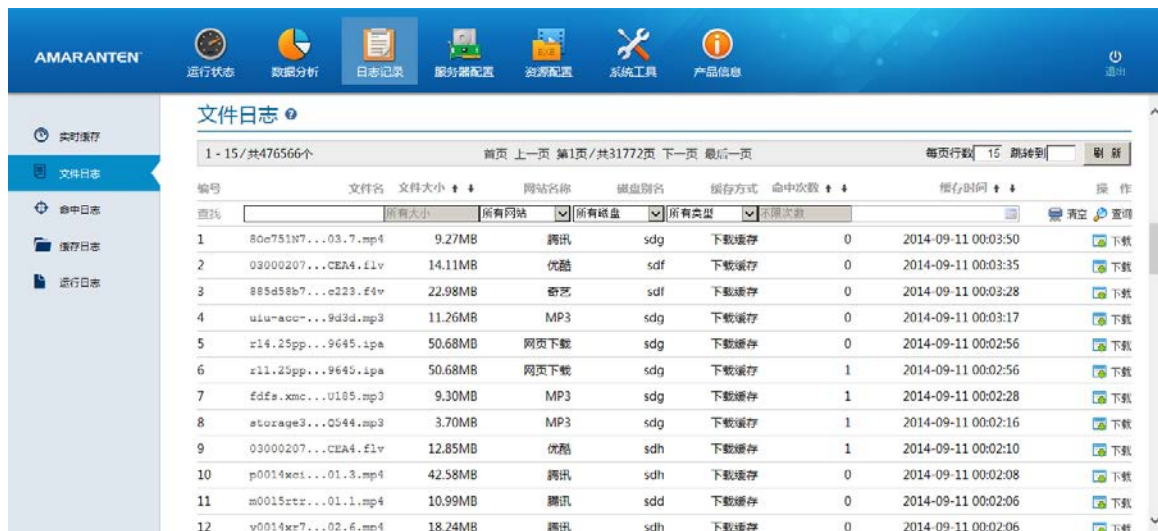 AMARANTEN
运行状态 数据分析 日志记录 服务器配置 资源配置 系统工具 产品信息 退出
实时缓存
文件日志
命中日志
缓存日志
运行日志
文件日志
1 - 15/共476566个 首页 上一页 第1页/共31772页 下一页 最后一页 每页行数 15 跳转到 刷 新
编号 文件名 文件大小 网站名称 磁盘别名 缓存方式 命中次数 缓存时间 操 作
查找 所有大小 所有网站 所有磁盘 所有类型 不限次数 清空 查询
1 80c751N7...03.7.mp4 9.27MB 腾讯 sdg 下载缓存 0 2014-09-11 00:03:50 下载
2 03000207...CEA4.flv 14.11MB 优酷 sdf 下载缓存 0 2014-09-11 00:03:35 下载
3 885d58b7...c223.f4v 22.98MB 奇艺 sdf 下载缓存 0 2014-09-11 00:03:28 下载
4 uiu-acc-...9d3d.mp3 11.26MB MP3 sdg 下载缓存 0 2014-09-11 00:03:17 下载
5 r14.25pp...9645.ipa 50.68MB 网页下载 sdg 下载缓存 0 2014-09-11 00:02:56 下载
6 r11.25pp...9645.ipa 50.68MB 网页下载 sdg 下载缓存 1 2014-09-11 00:02:56 下载
7 fdfs.xmc...U185.mp3 9.30MB MP3 sdg 下载缓存 1 2014-09-11 00:02:28 下载
8 storage3...Q544.mp3 3.70MB MP3 sdg 下载缓存 1 2014-09-11 00:02:16 下载
9 03000207...CEA4.flv 12.85MB 优酷 sdh 下载缓存 1 2014-09-11 00:02:10 下载
10 p0014xci...01.3.mp4 42.58MB 腾讯 sdh 下载缓存 0 2014-09-11 00:02:08 下载
11 m0015rtr...01.1.mp4 10.99MB 腾讯 sdd 下载缓存 0 2014-09-11 00:02:06 下载
12 y0014xr7...02.6.mp4 18.24MB 腾讯 sdh 下载缓存 0 2014-09-11 00:02:06 下载